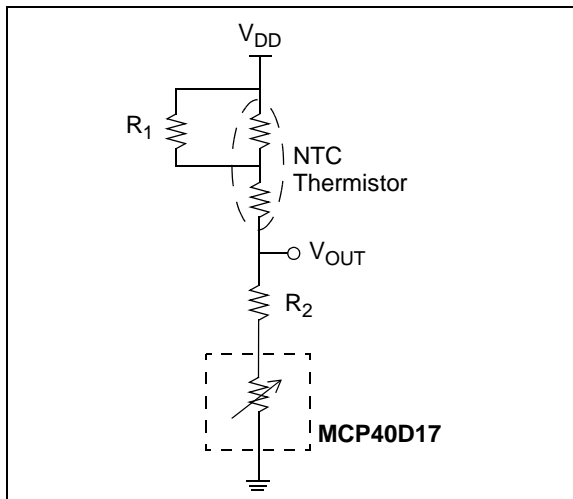 V_DD
R_1
NTC
Thermistor
V_OUT
R_2
MCP40D17